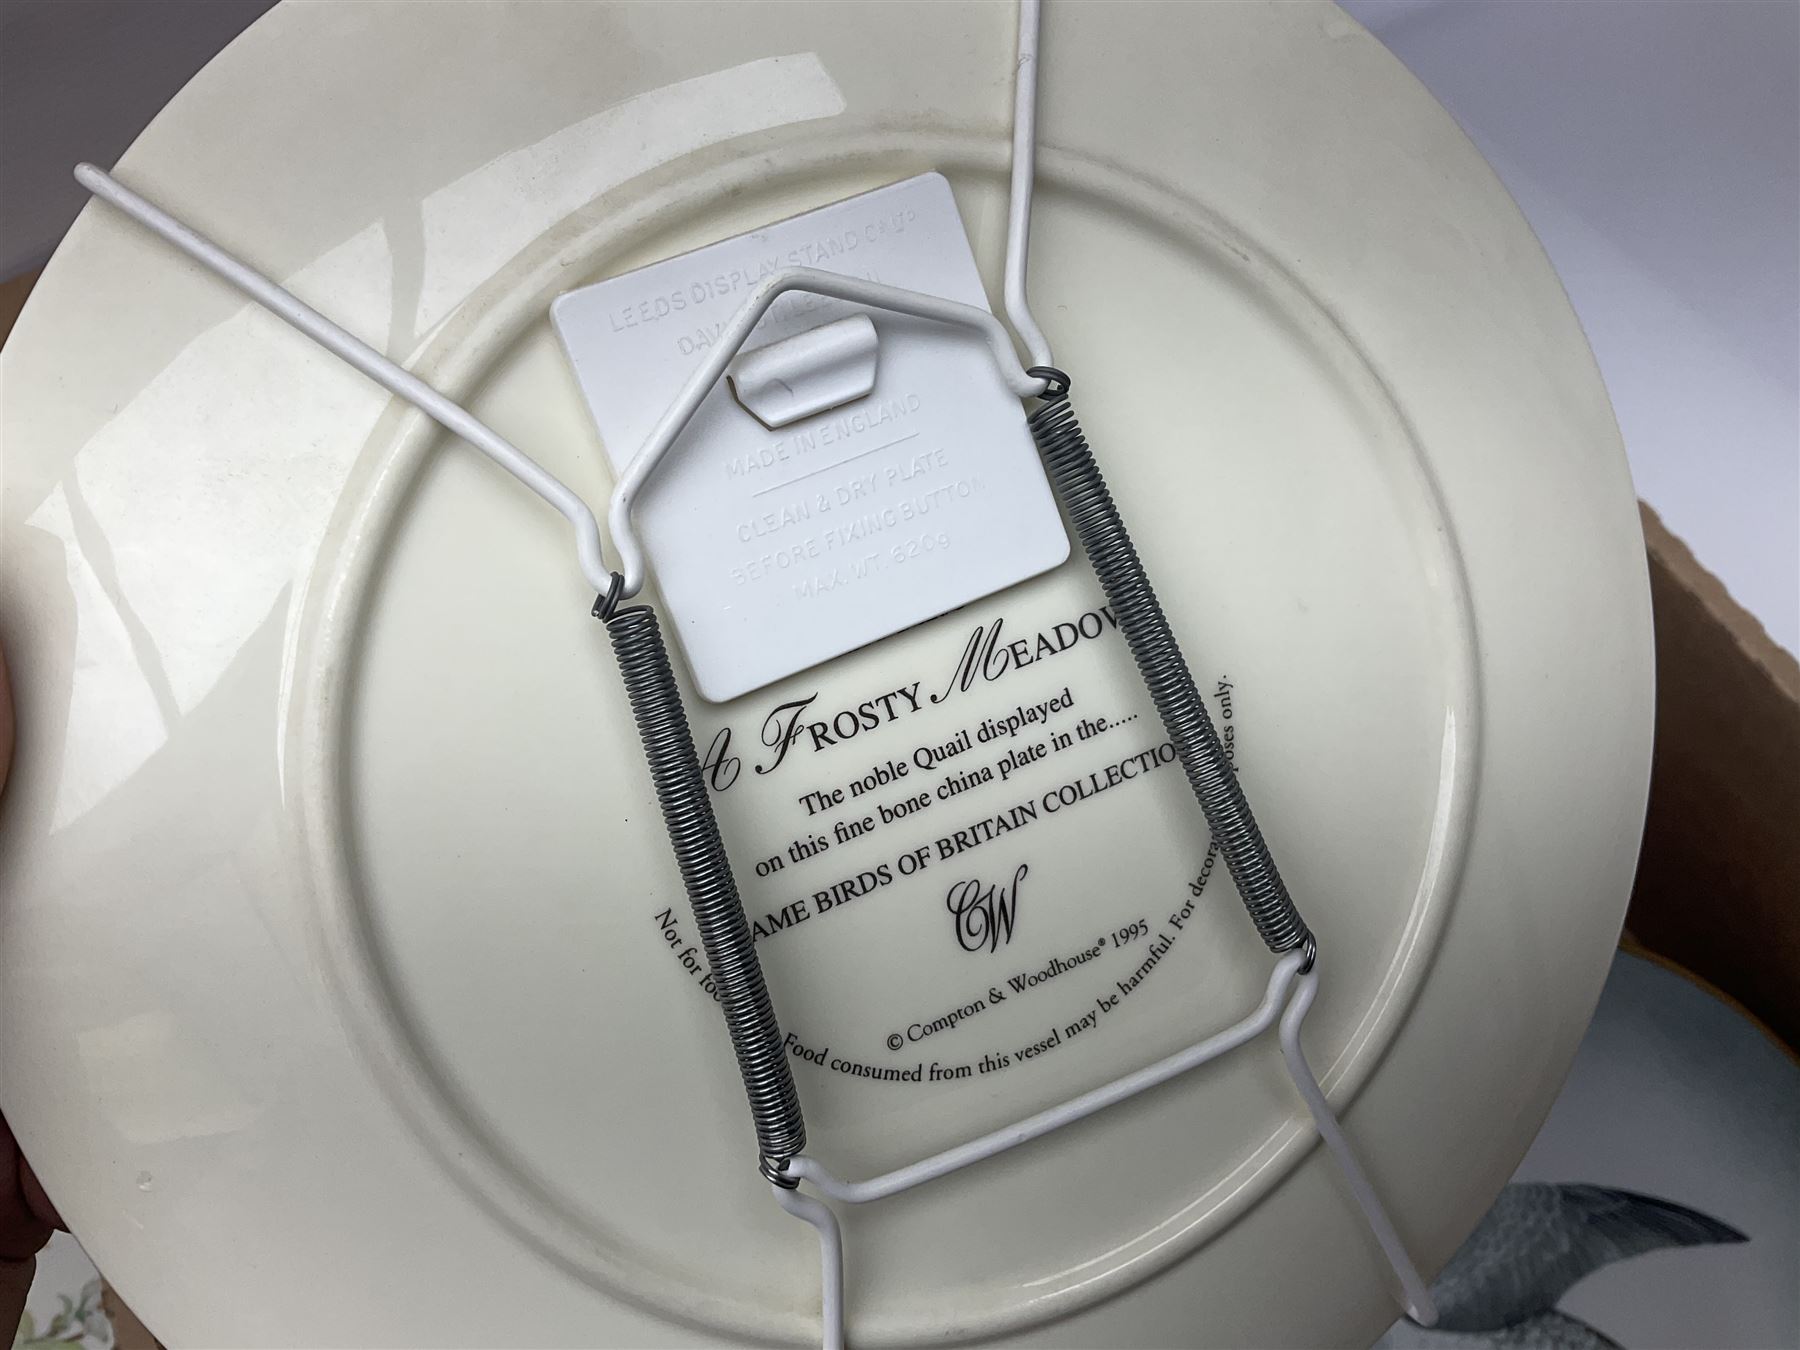 LEEDS DISPLAY STAND
MADE IN ENGLAND
CLEAN & DRY PLATE
BEFORE FIXING BUTTON
MAX. WT. 620g
A FROSTY MEADOW
The noble Quail displayed
on this fine bone china plate in the.....
AME BIRDS OF BRITAIN COLLECTIO
CW
© Compton & Woodhouse® 1995
Not for foo
Food consumed from this vessel may be harmful. For decora
poses only.